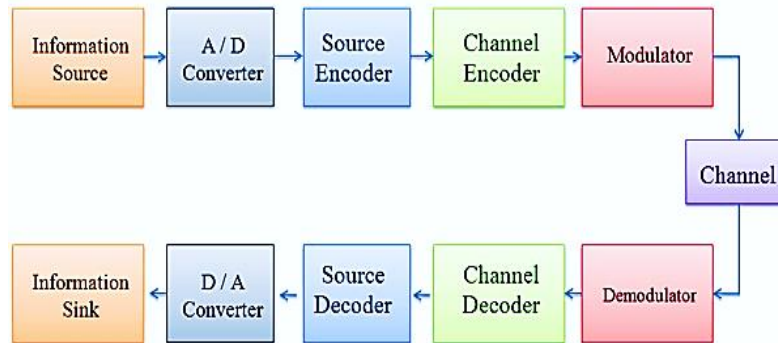 Information
Source
A / D
Converter
Source
Encoder
Channel
Encoder
Modulator
Channel
Information
Sink
D / A
Converter
Source
Decoder
Channel
Decoder
Demodulator